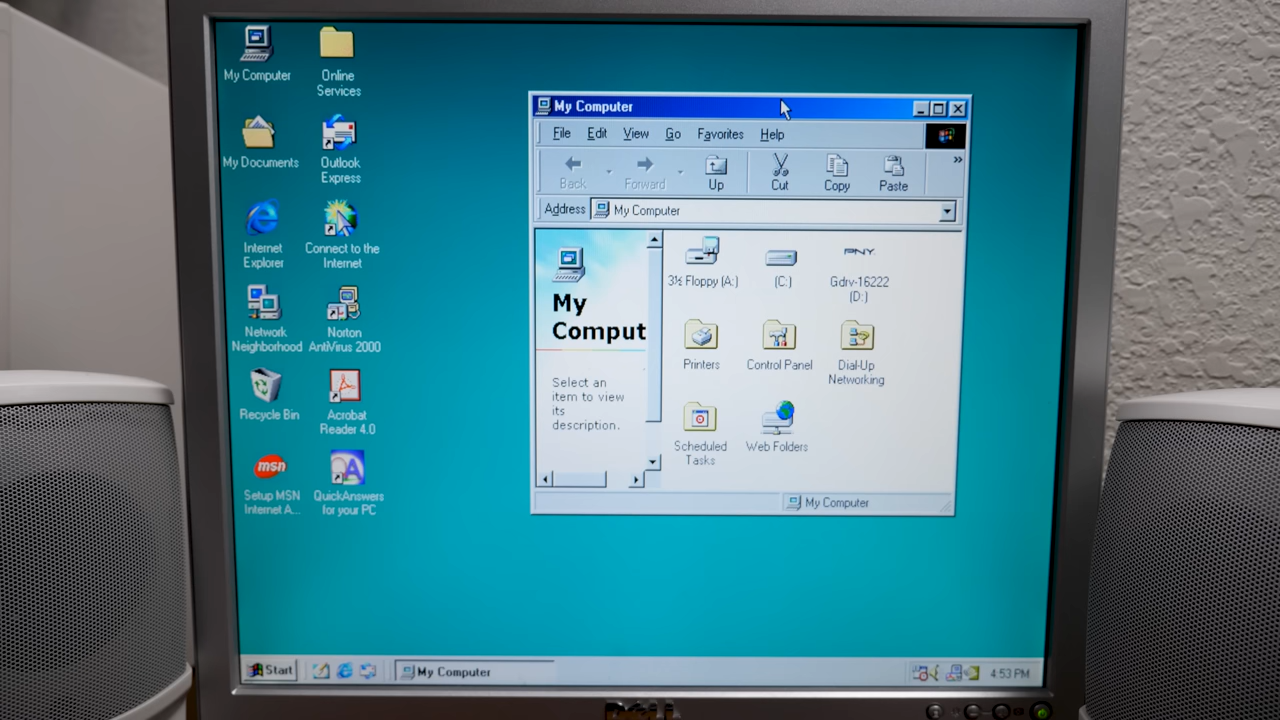 My Computer
Online
Services
My Documents
Outlook
Express
Internet
Explorer
Connect to the
Internet
Network
Neighborhood
Norton
AntiVirus 2000
Recycle Bin
Acrobat
Reader 4.0
msn
Setup MSN
Internet A...
QuickAnswers
for your PC
My Computer
File Edit View Go Favorites Help
Back Forward Up Cut Copy Paste »
Address My Computer
My
Comput
Select an
item to view
its
description.
3½ Floppy (A:)
(C:)
PNY
Gdrv-16222
(D:)
Printers
Control Panel
Dial-Up
Networking
Scheduled
Tasks
Web Folders
My Computer
Start
My Computer
4:53 PM
DELL